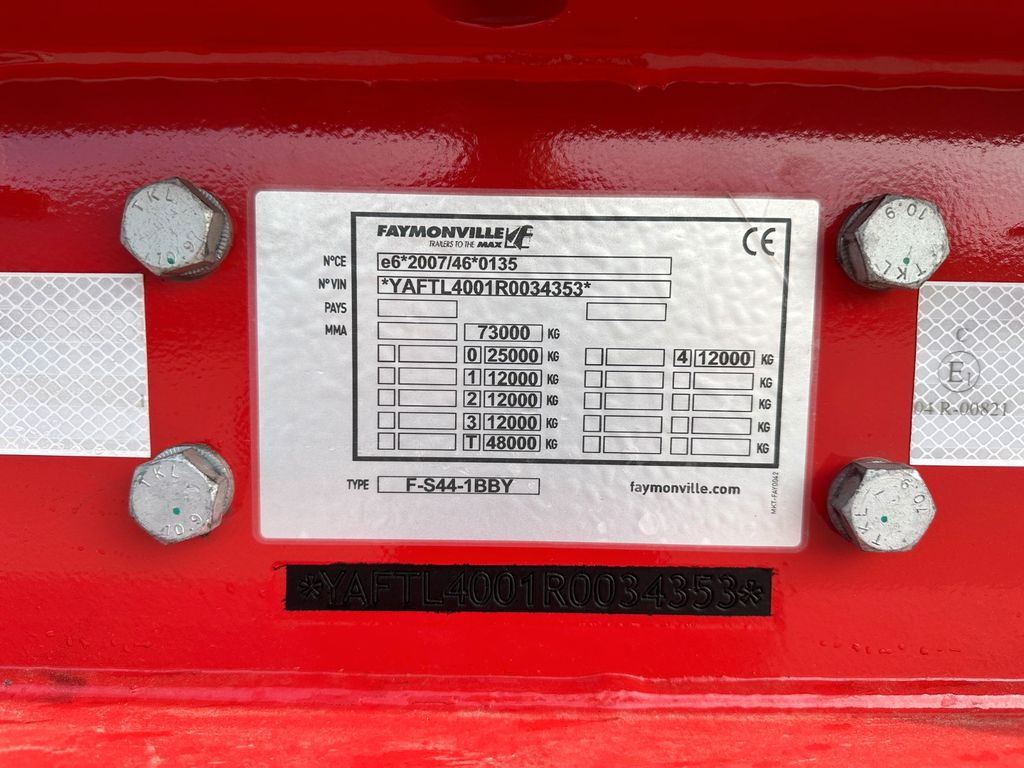 FAYMONVILLE
TRAILERS TO THE MAX
CE
N°CE e6*2007/46*0135
N° VIN *YAFTL4001R0034353*
PAYS
MMA 73000 KG
0 25000 KG 4 12000 KG
1 12000 KG KG
2 12000 KG KG
3 12000 KG KG
T 48000 KG KG
TYPE F-S44-1BBY faymonville.com
MKT-FAY0042
*YAFTL4001R0034353*
TKL 10.9
10.9 TKL
TKL 10.9
10.9 TKL
C
E1
04 R-00821